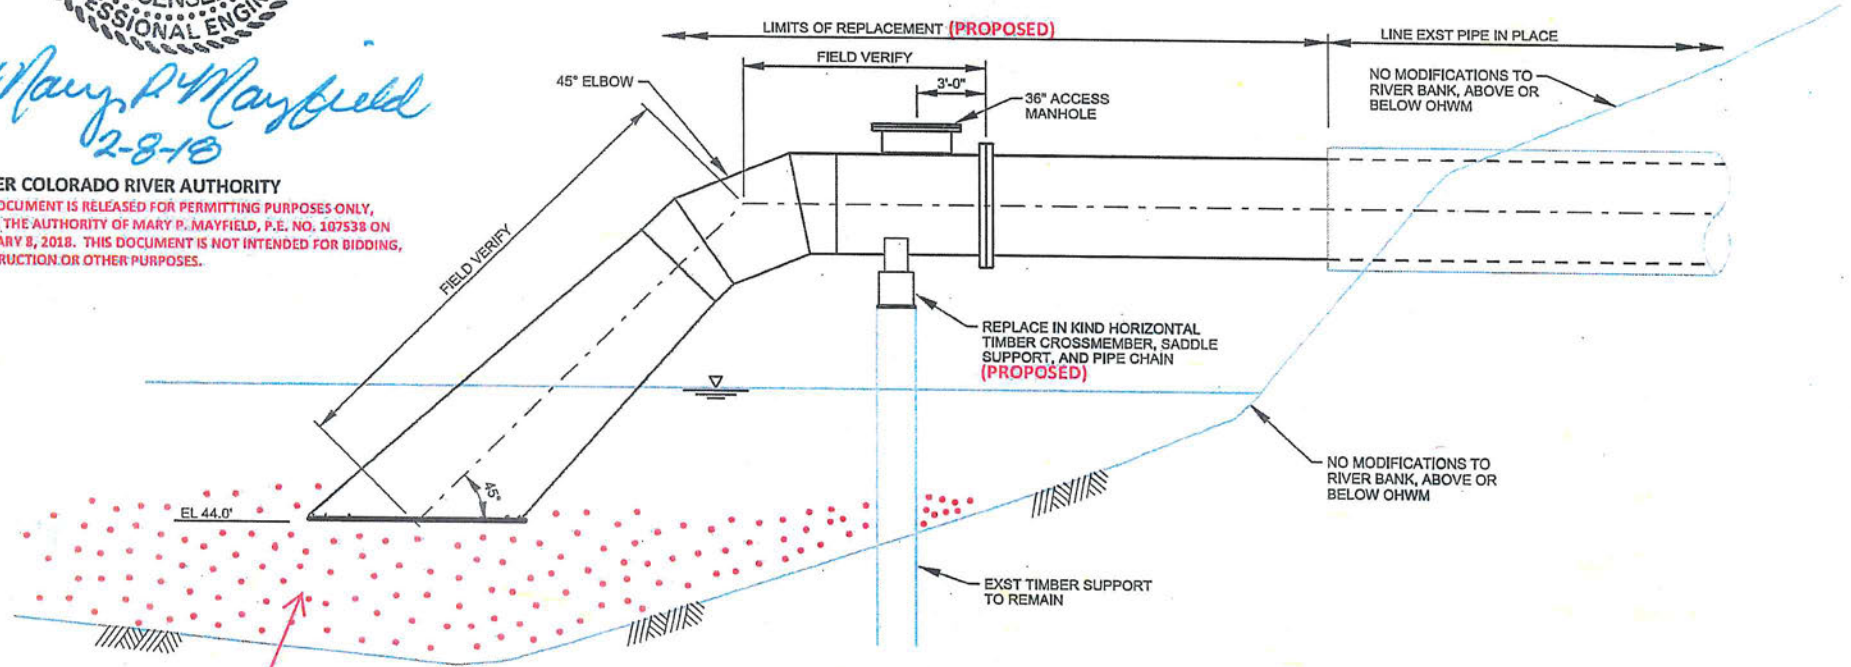 ESSIONAL ENGIN
Mary P. Mayfield
2-8-18
ER COLORADO RIVER AUTHORITY
OCUMENT IS RELEASED FOR PERMITTING PURPOSES ONLY,
THE AUTHORITY OF MARY P. MAYFIELD, P.E. NO. 107538 ON
ARY 8, 2018. THIS DOCUMENT IS NOT INTENDED FOR BIDDING,
RUCTION OR OTHER PURPOSES.
LIMITS OF REPLACEMENT (PROPOSED)
LINE EXST PIPE IN PLACE
FIELD VERIFY
3'-0"
45° ELBOW
36" ACCESS
MANHOLE
NO MODIFICATIONS TO
RIVER BANK, ABOVE OR
BELOW OHWM
FIELD VERIFY
REPLACE IN KIND HORIZONTAL
TIMBER CROSSMEMBER, SADDLE
SUPPORT, AND PIPE CHAIN
(PROPOSED)
NO MODIFICATIONS TO
RIVER BANK, ABOVE OR
BELOW OHWM
45°
EL 44.0'
EXST TIMBER SUPPORT
TO REMAIN